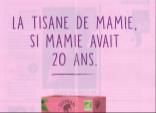 LA TISANE DE MAMIE,
SI MAMIE AVAIT
20 ANS.